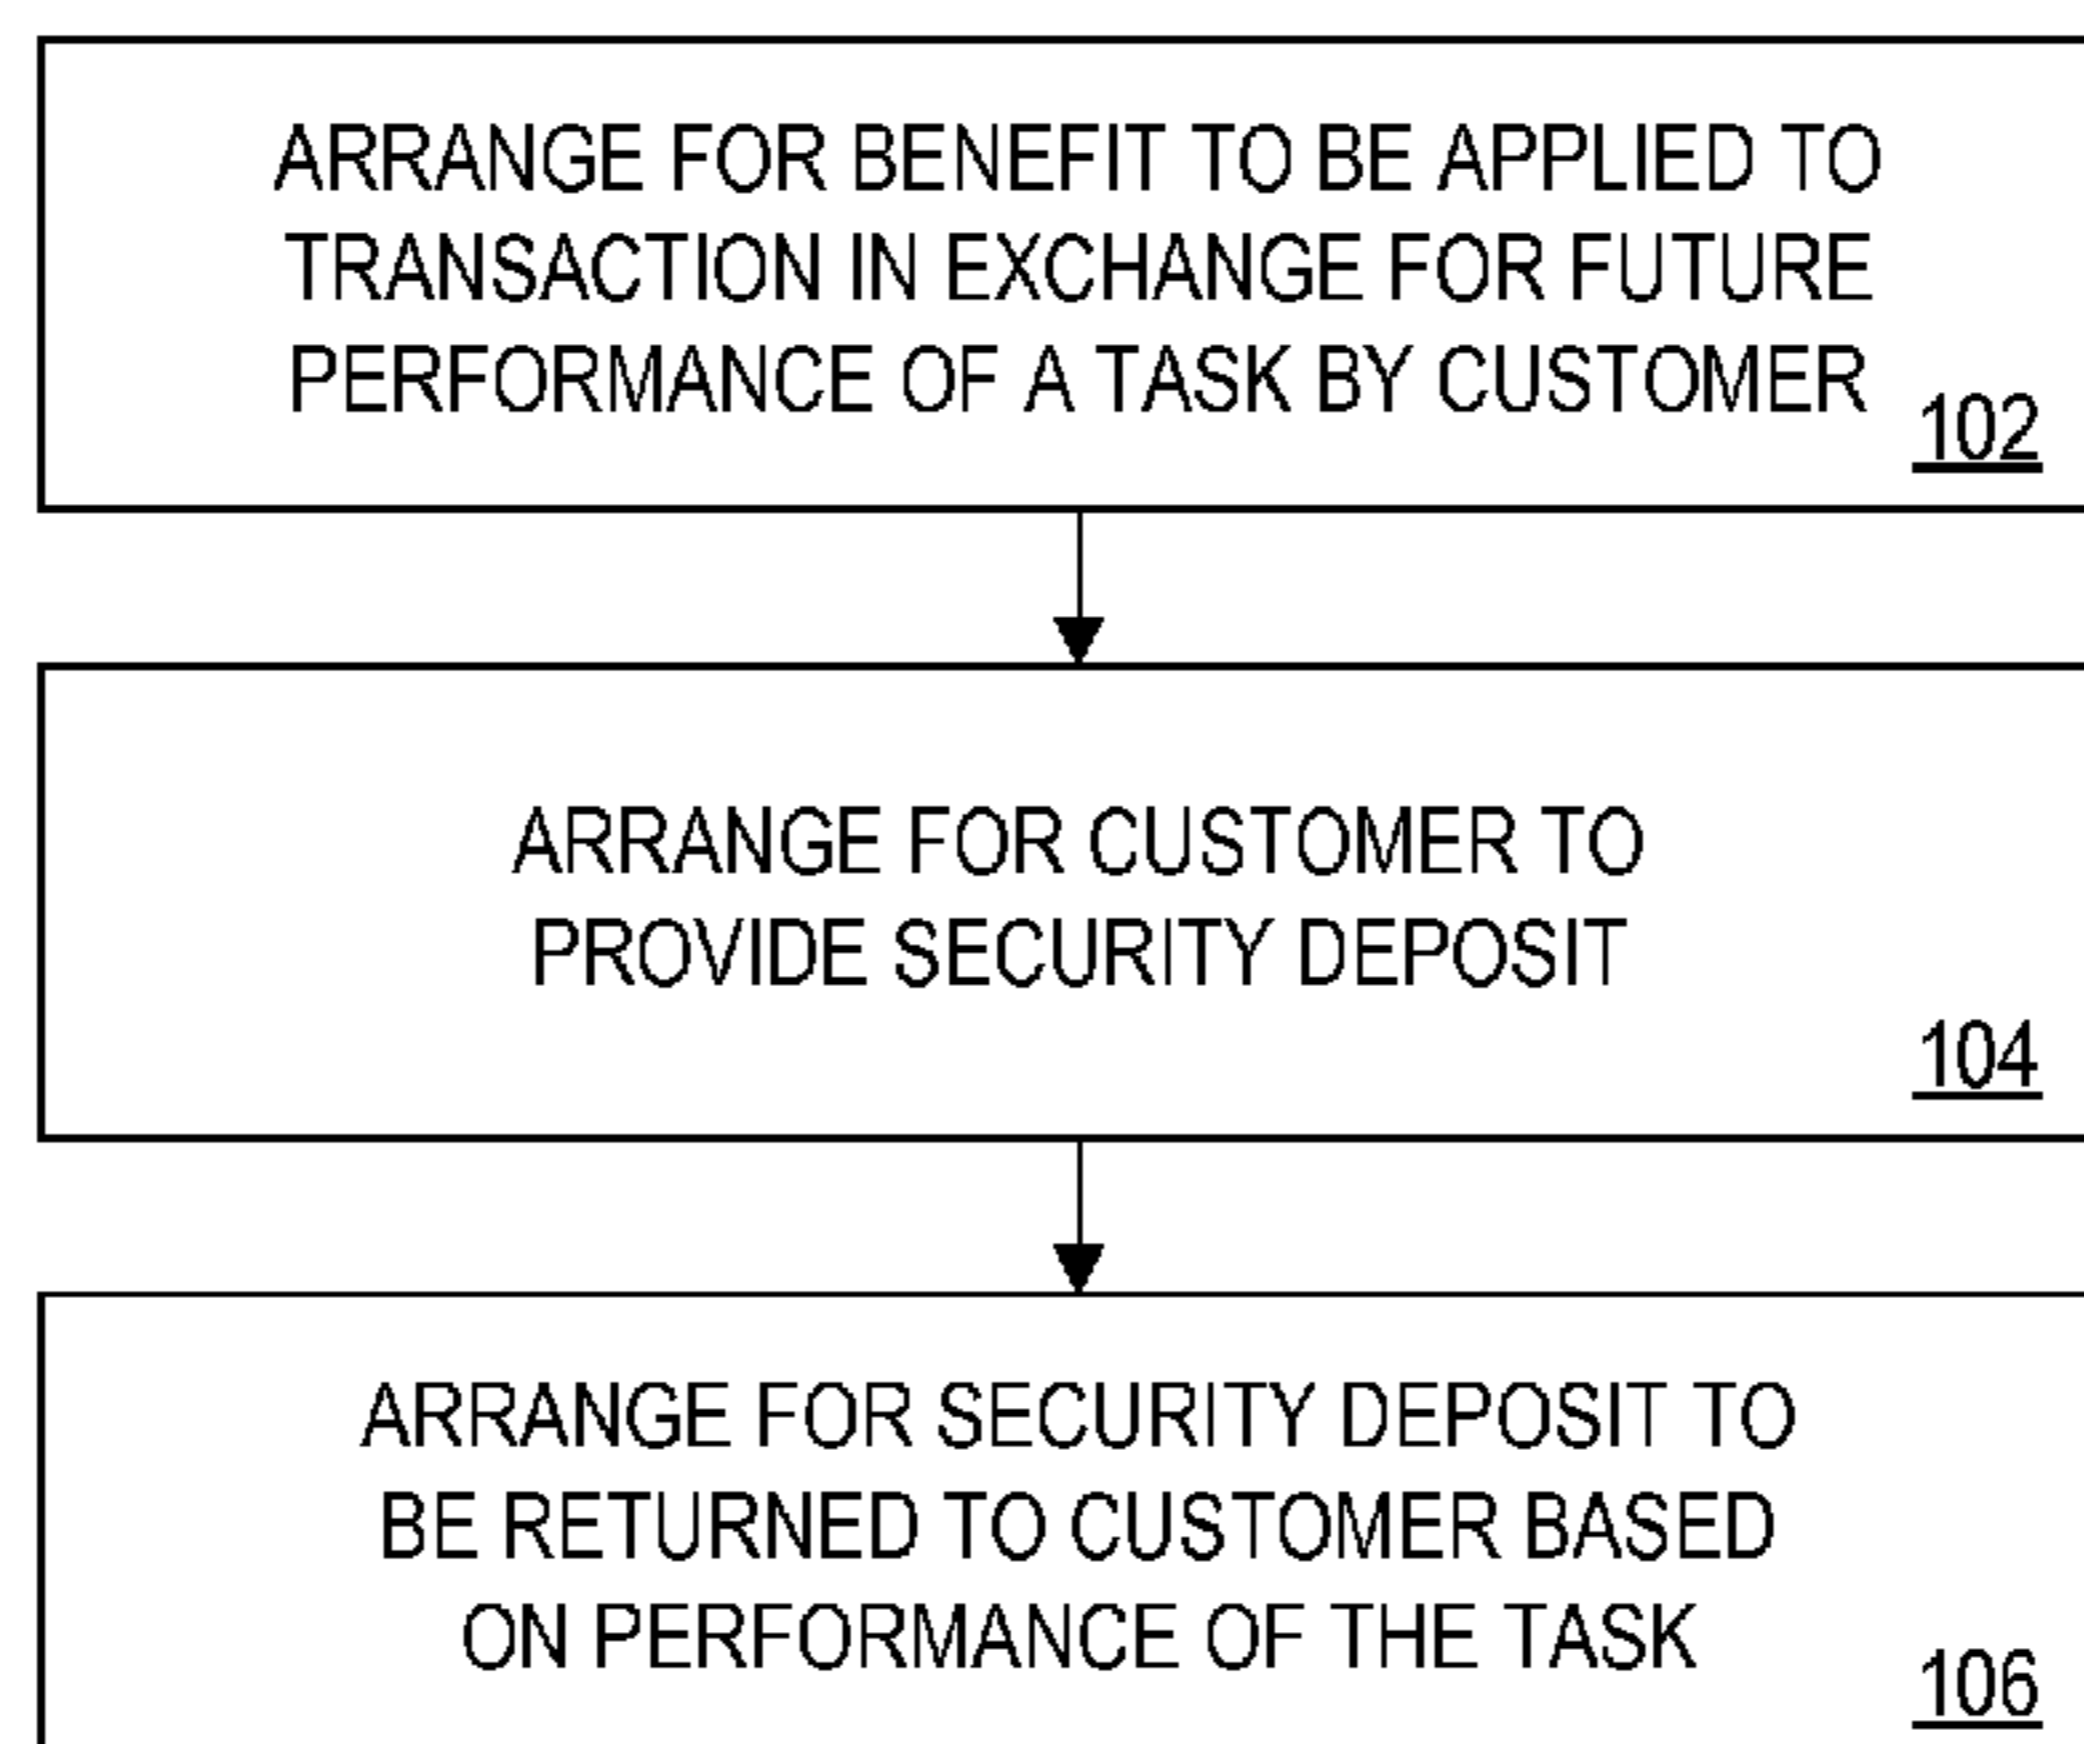 ARRANGE FOR BENEFIT TO BE APPLIED TO
TRANSACTION IN EXCHANGE FOR FUTURE
PERFORMANCE OF A TASK BY CUSTOMER
102
ARRANGE FOR CUSTOMER TO
PROVIDE SECURITY DEPOSIT
104
ARRANGE FOR SECURITY DEPOSIT TO
BE RETURNED TO CUSTOMER BASED
ON PERFORMANCE OF THE TASK
106